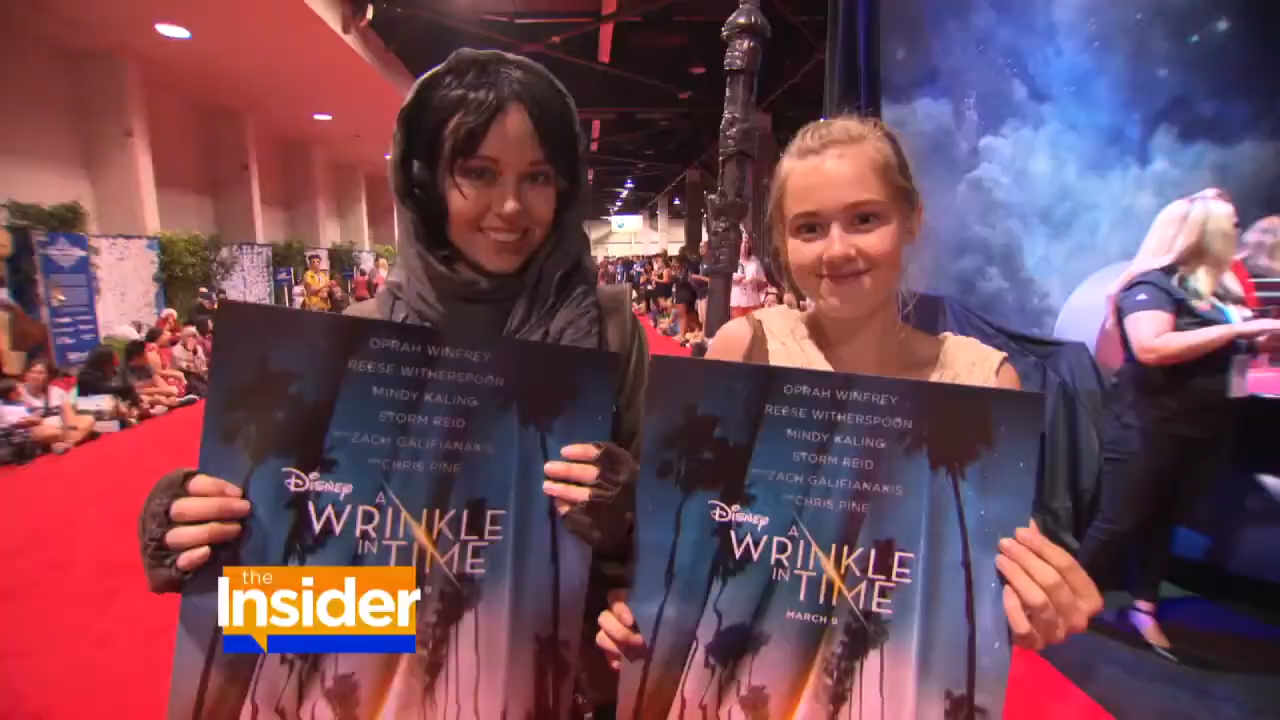 OPRAH WINFREY
REESE WITHERSPOON
MINDY KALING
STORM REID
ZACH GALIFIANAKIS
CHRIS PINE
Disney
A
WRINKLE
IN TIME
the
Insider
OPRAH WINFREY
REESE WITHERSPOON
MINDY KALING
STORM REID
ZACH GALIFIANAKIS
CHRIS PINE
Disney
A
WRINKLE
IN TIME
MARCH 9